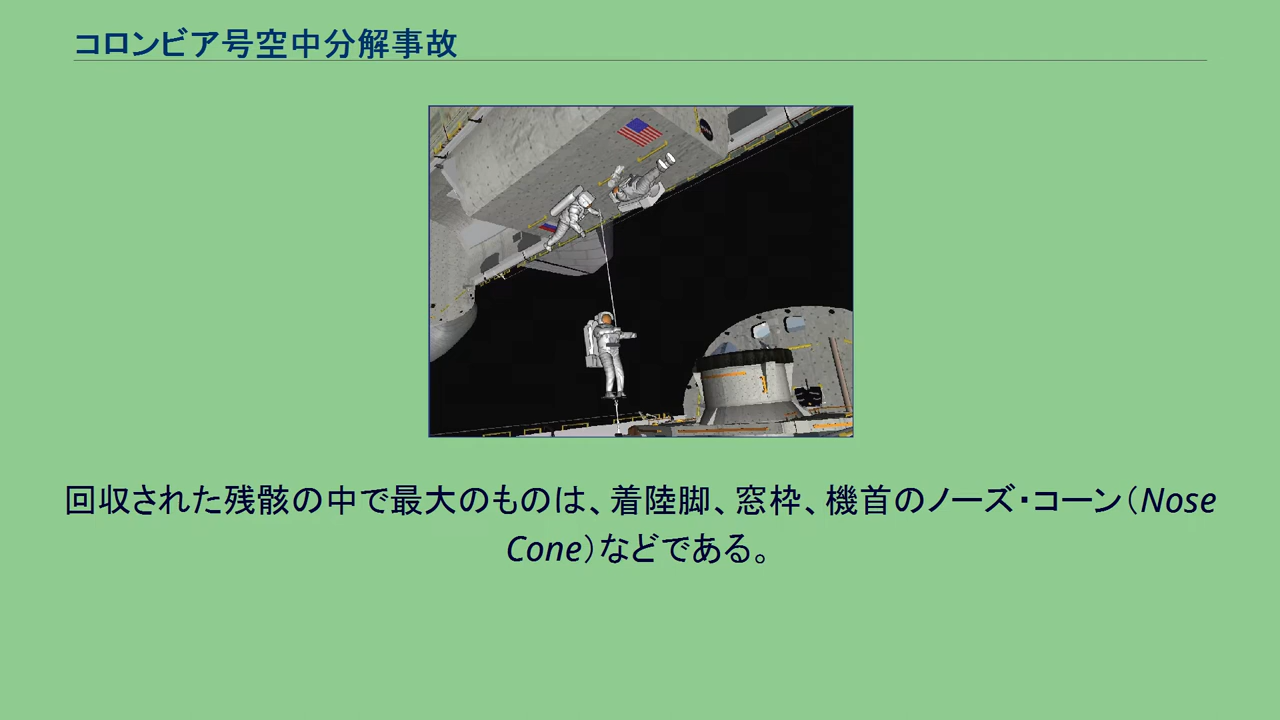 コロンビア号空中分解事故
回収された残骸の中で最大のものは、着陸脚、窓枠、機首のノーズ・コーン（Nose
Cone）などである。